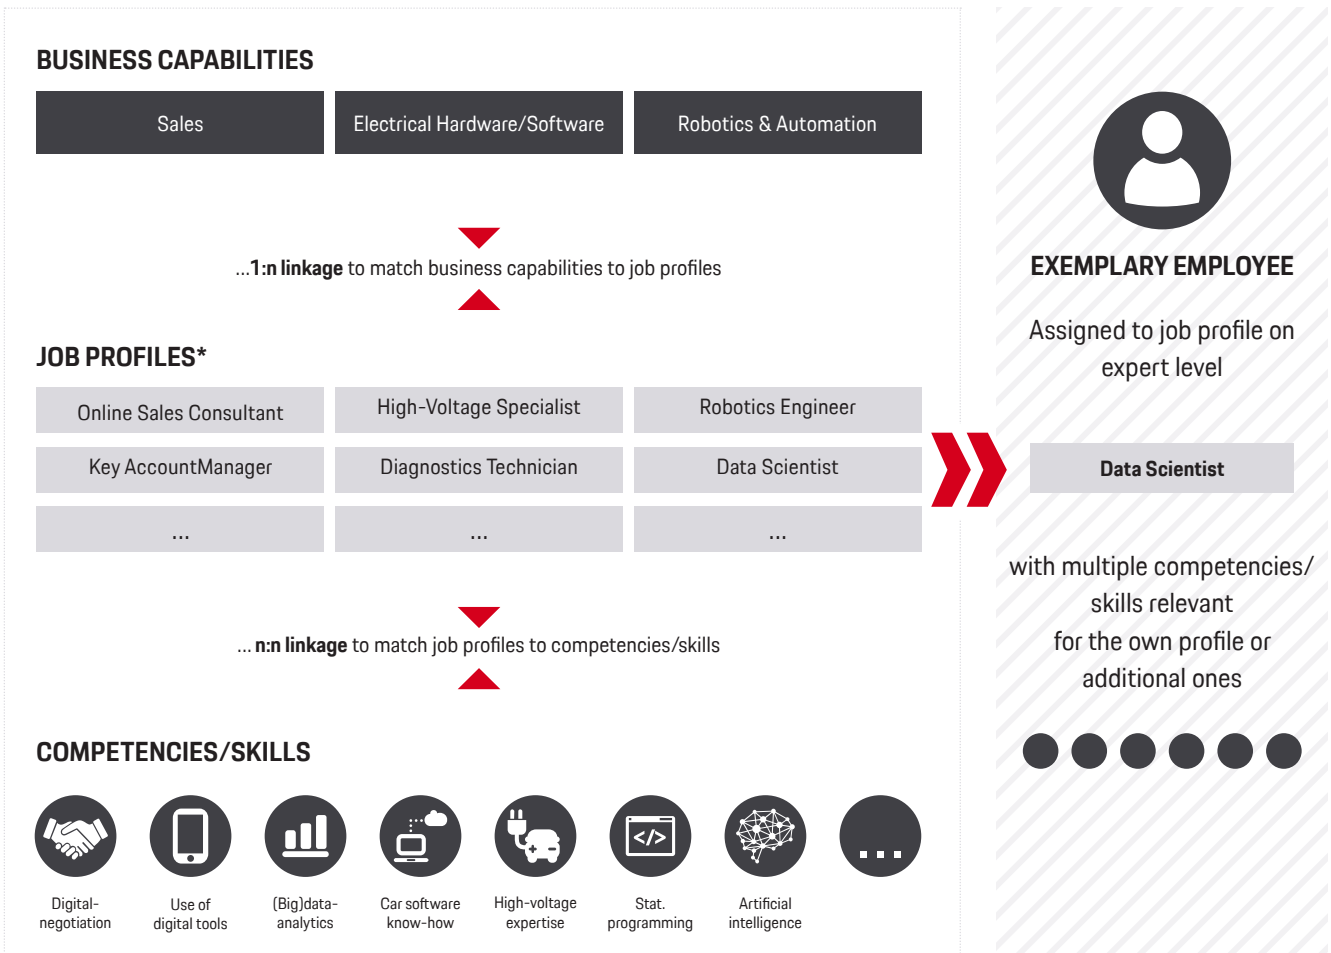 BUSINESS CAPABILITIES
Sales
Electrical Hardware/Software
Robotics & Automation
...1:n linkage to match business capabilities to job profiles
JOB PROFILES*
Online Sales Consultant
High-Voltage Specialist
Robotics Engineer
Key AccountManager
Diagnostics Technician
Data Scientist
...
...
...
... n:n linkage to match job profiles to competencies/skills
COMPETENCIES/SKILLS
</>
...
Digital-
negotiation
Use of
digital tools
(Big)data-
analytics
Car software
know-how
High-voltage
expertise
Stat.
programming
Artificial
intelligence
EXEMPLARY EMPLOYEE
Assigned to job profile on
expert level
Data Scientist
with multiple competencies/
skills relevant
for the own profile or
additional ones